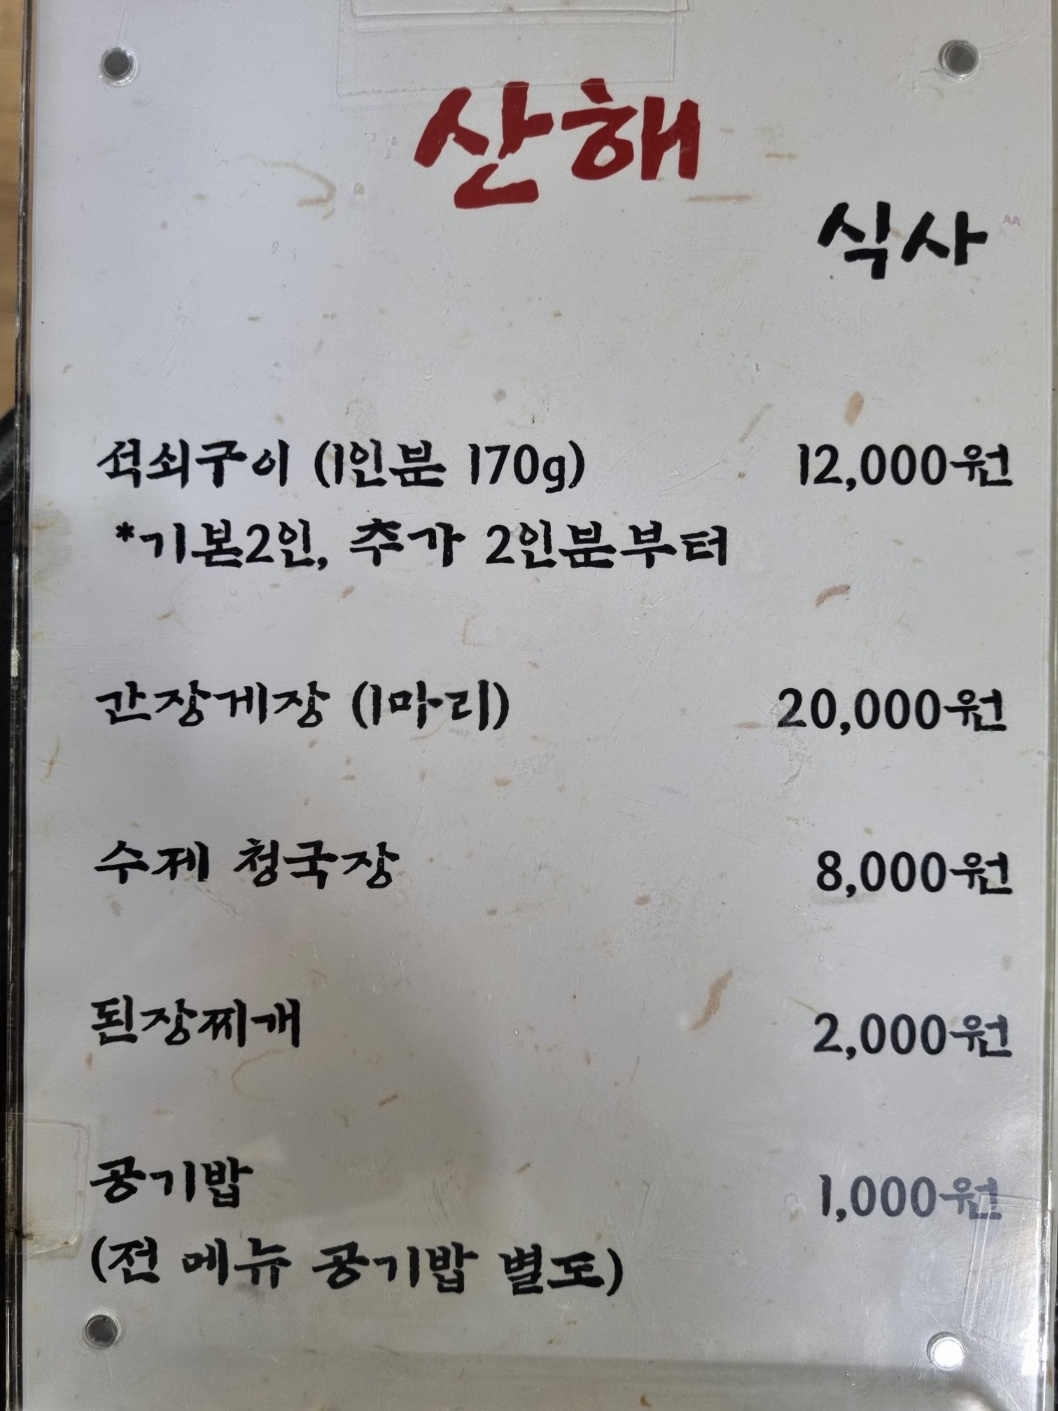 산해
식사
석쇠구이 (1인분 170g) 12,000원
*기본2인, 추가 2인분부터
간장게장 (1마리) 20,000원
수제 청국장 8,000원
된장찌개 2,000원
공기밥 1,000원
(전 메뉴 공기밥 별도)